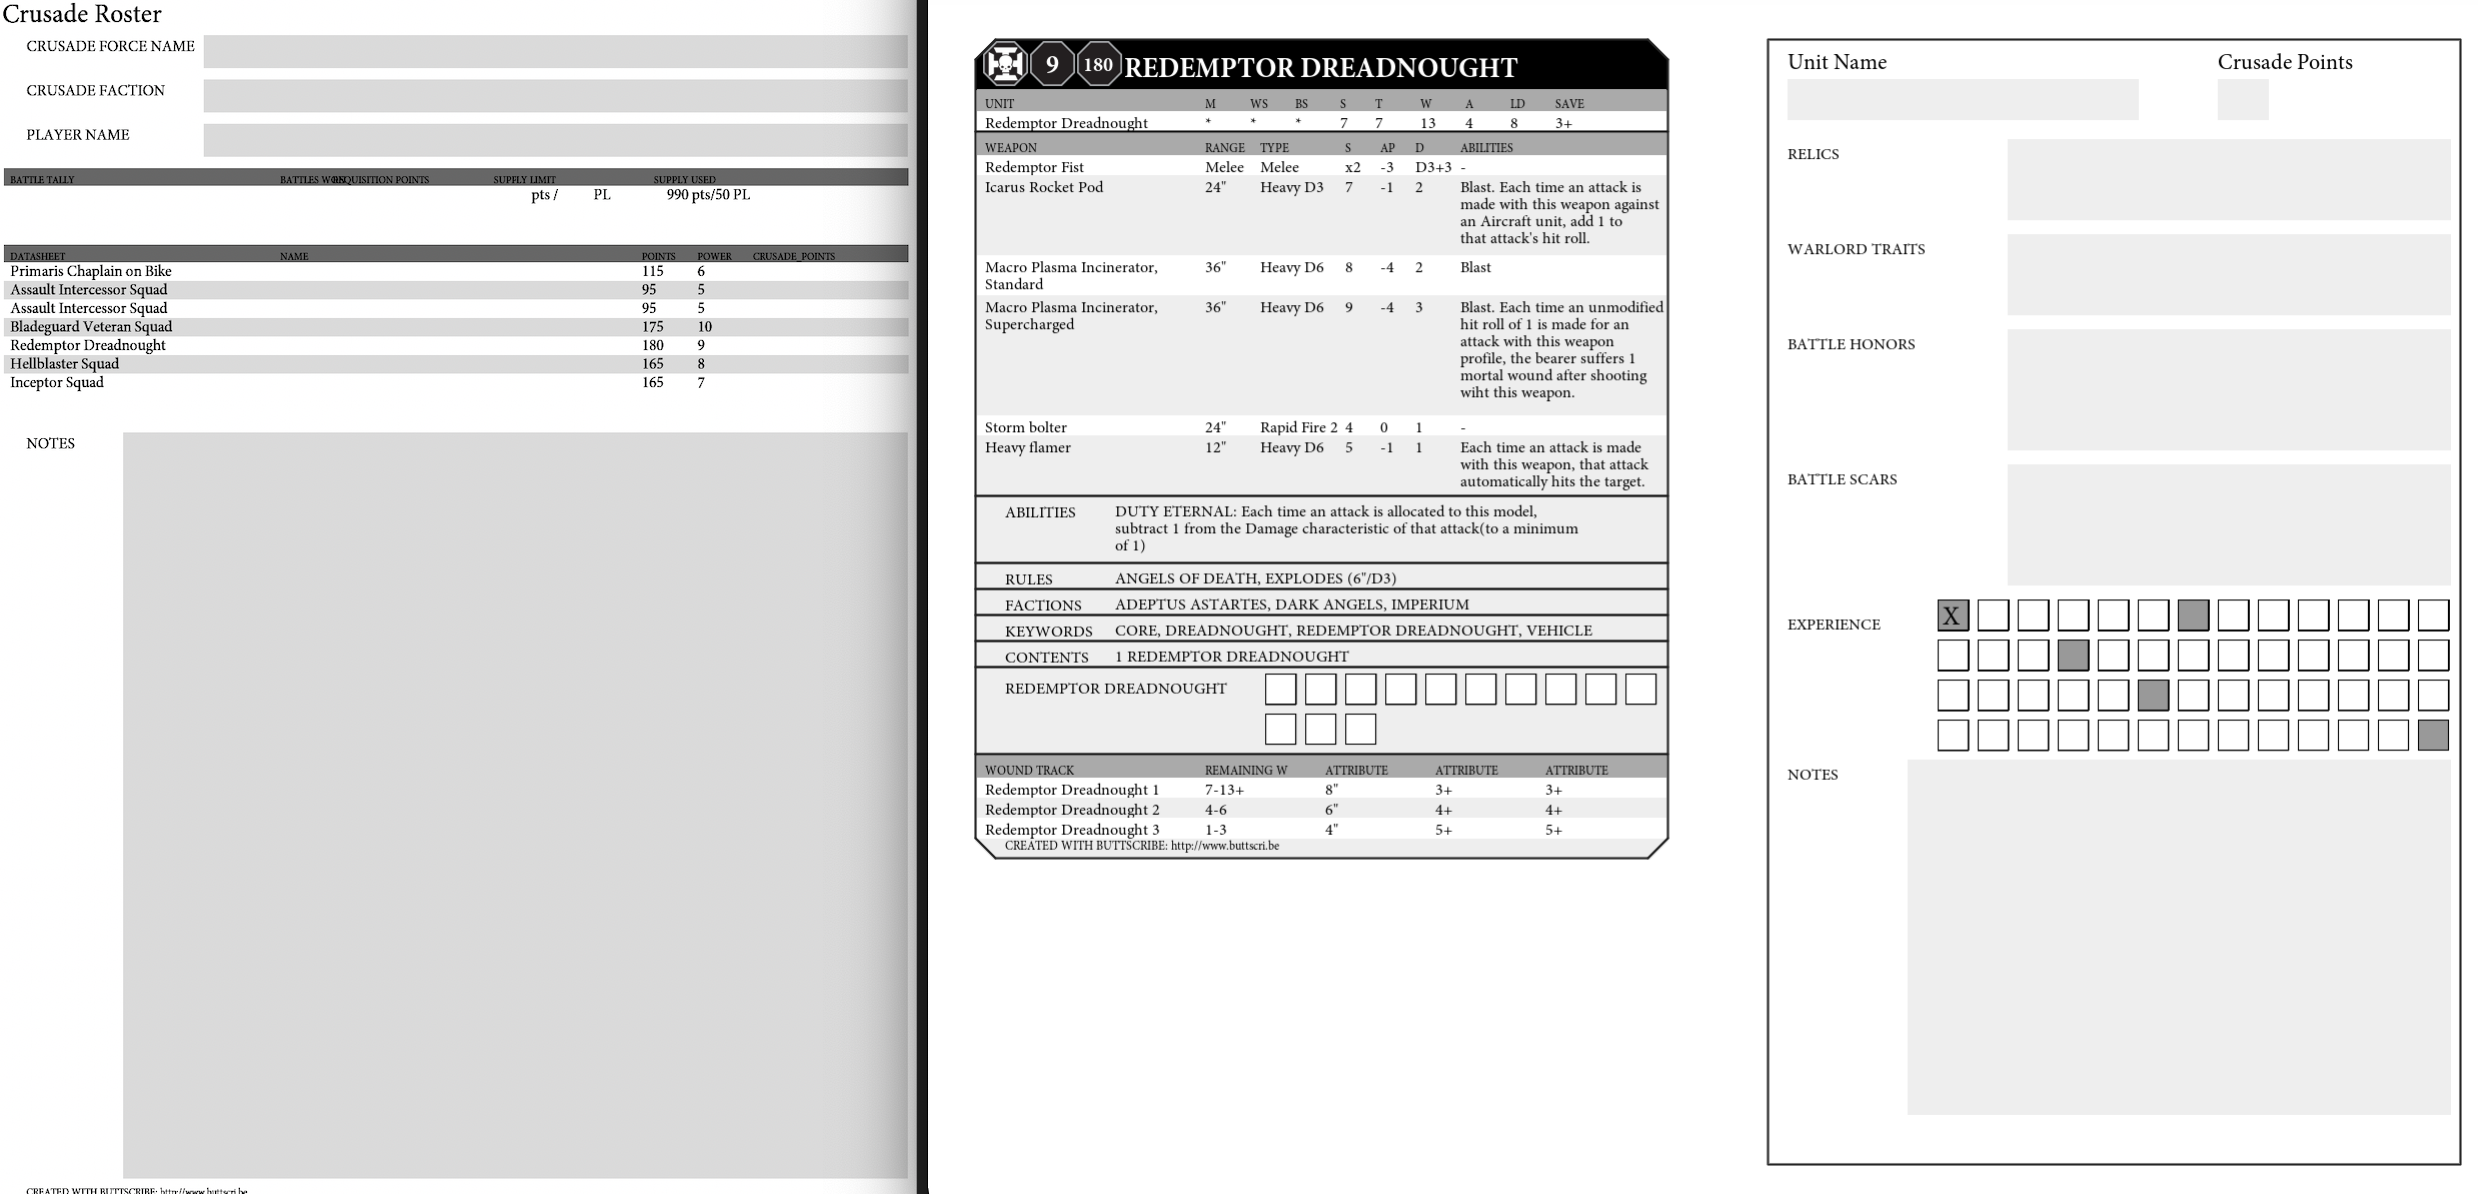 Crusade Roster
CRUSADE FORCE NAME
CRUSADE FACTION
PLAYER NAME
BATTLE TALLY BATTLES WON REQUISITION POINTS SUPPLY LIMIT SUPPLY USED
pts / PL 990 pts/50 PL
DATASHEET NAME POINTS POWER CRUSADE_POINTS
Primaris Chaplain on Bike 115 6
Assault Intercessor Squad 95 5
Assault Intercessor Squad 95 5
Bladeguard Veteran Squad 175 10
Redemptor Dreadnought 180 9
Hellblaster Squad 165 8
Inceptor Squad 165 7
NOTES
CREATED WITH BUTTSCRIBE: http://www.buttscri.be
9 180 REDEMPTOR DREADNOUGHT
UNIT M WS BS S T W A LD SAVE
Redemptor Dreadnought * * * 7 7 13 4 8 3+
WEAPON RANGE TYPE S AP D ABILITIES
Redemptor Fist Melee Melee x2 -3 D3+3 -
Icarus Rocket Pod 24" Heavy D3 7 -1 2 Blast. Each time an attack is
made with this weapon against
an Aircraft unit, add 1 to
that attack's hit roll.
Macro Plasma Incinerator, 36" Heavy D6 8 -4 2 Blast
Standard
Macro Plasma Incinerator, 36" Heavy D6 9 -4 3 Blast. Each time an unmodified
Supercharged hit roll of 1 is made for an
attack with this weapon
profile, the bearer suffers 1
mortal wound after shooting
wiht this weapon.
Storm bolter 24" Rapid Fire 2 4 0 1 -
Heavy flamer 12" Heavy D6 5 -1 1 Each time an attack is made
with this weapon, that attack
automatically hits the target.
ABILITIES DUTY ETERNAL: Each time an attack is allocated to this model,
subtract 1 from the Damage characteristic of that attack(to a minimum
of 1)
RULES ANGELS OF DEATH, EXPLODES (6"/D3)
FACTIONS ADEPTUS ASTARTES, DARK ANGELS, IMPERIUM
KEYWORDS CORE, DREADNOUGHT, REDEMPTOR DREADNOUGHT, VEHICLE
CONTENTS 1 REDEMPTOR DREADNOUGHT
REDEMPTOR DREADNOUGHT
WOUND TRACK REMAINING W ATTRIBUTE ATTRIBUTE ATTRIBUTE
Redemptor Dreadnought 1 7-13+ 8" 3+ 3+
Redemptor Dreadnought 2 4-6 6" 4+ 4+
Redemptor Dreadnought 3 1-3 4" 5+ 5+
CREATED WITH BUTTSCRIBE: http://www.buttscri.be
Unit Name Crusade Points
RELICS
WARLORD TRAITS
BATTLE HONORS
BATTLE SCARS
EXPERIENCE X
NOTES